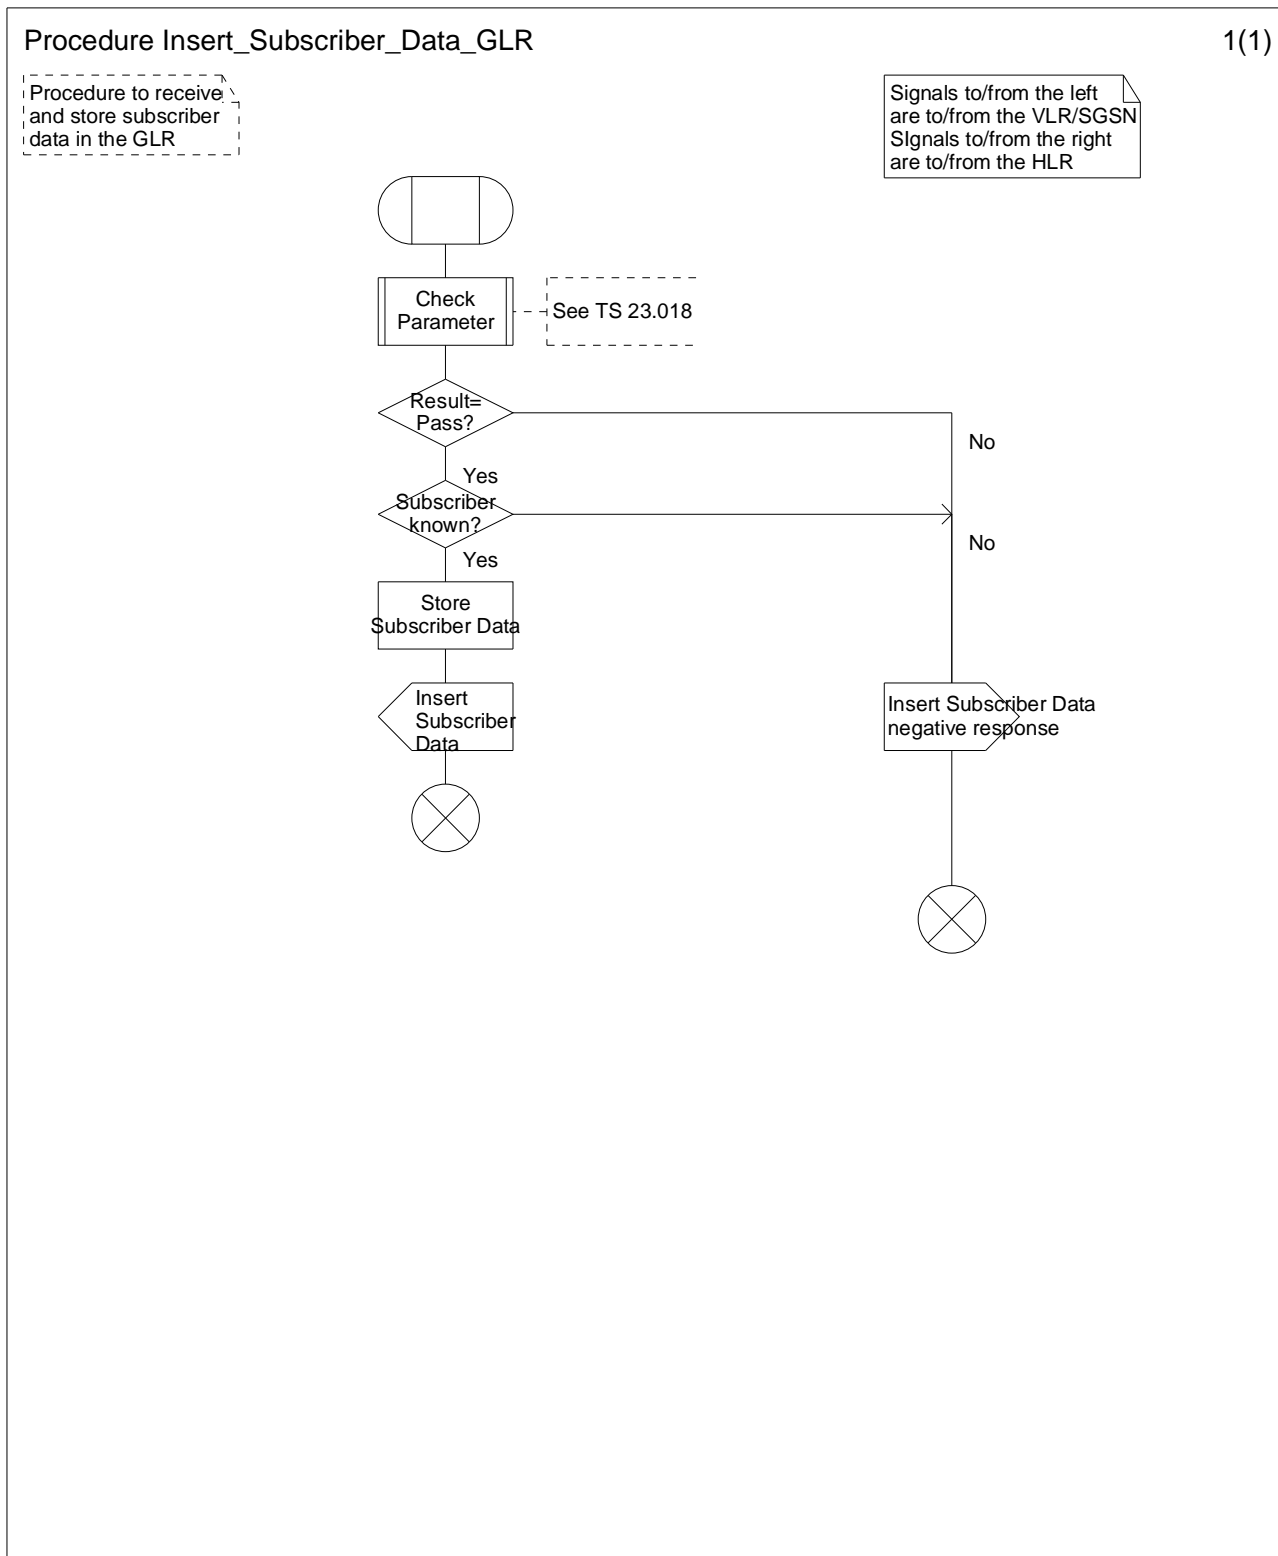 Procedure Insert_Subscriber_Data_GLR
1(1)
Procedure to receive
and store subscriber
data in the GLR
Signals to/from the left
are to/from the VLR/SGSN
SIgnals to/from the right
are to/from the HLR
Check
Parameter
See TS 23.018
Result=
Pass?
No
Yes
Subscriber
known?
No
Yes
Store
Subscriber Data
Insert
Subscriber
Data
Insert Subscriber Data
negative response